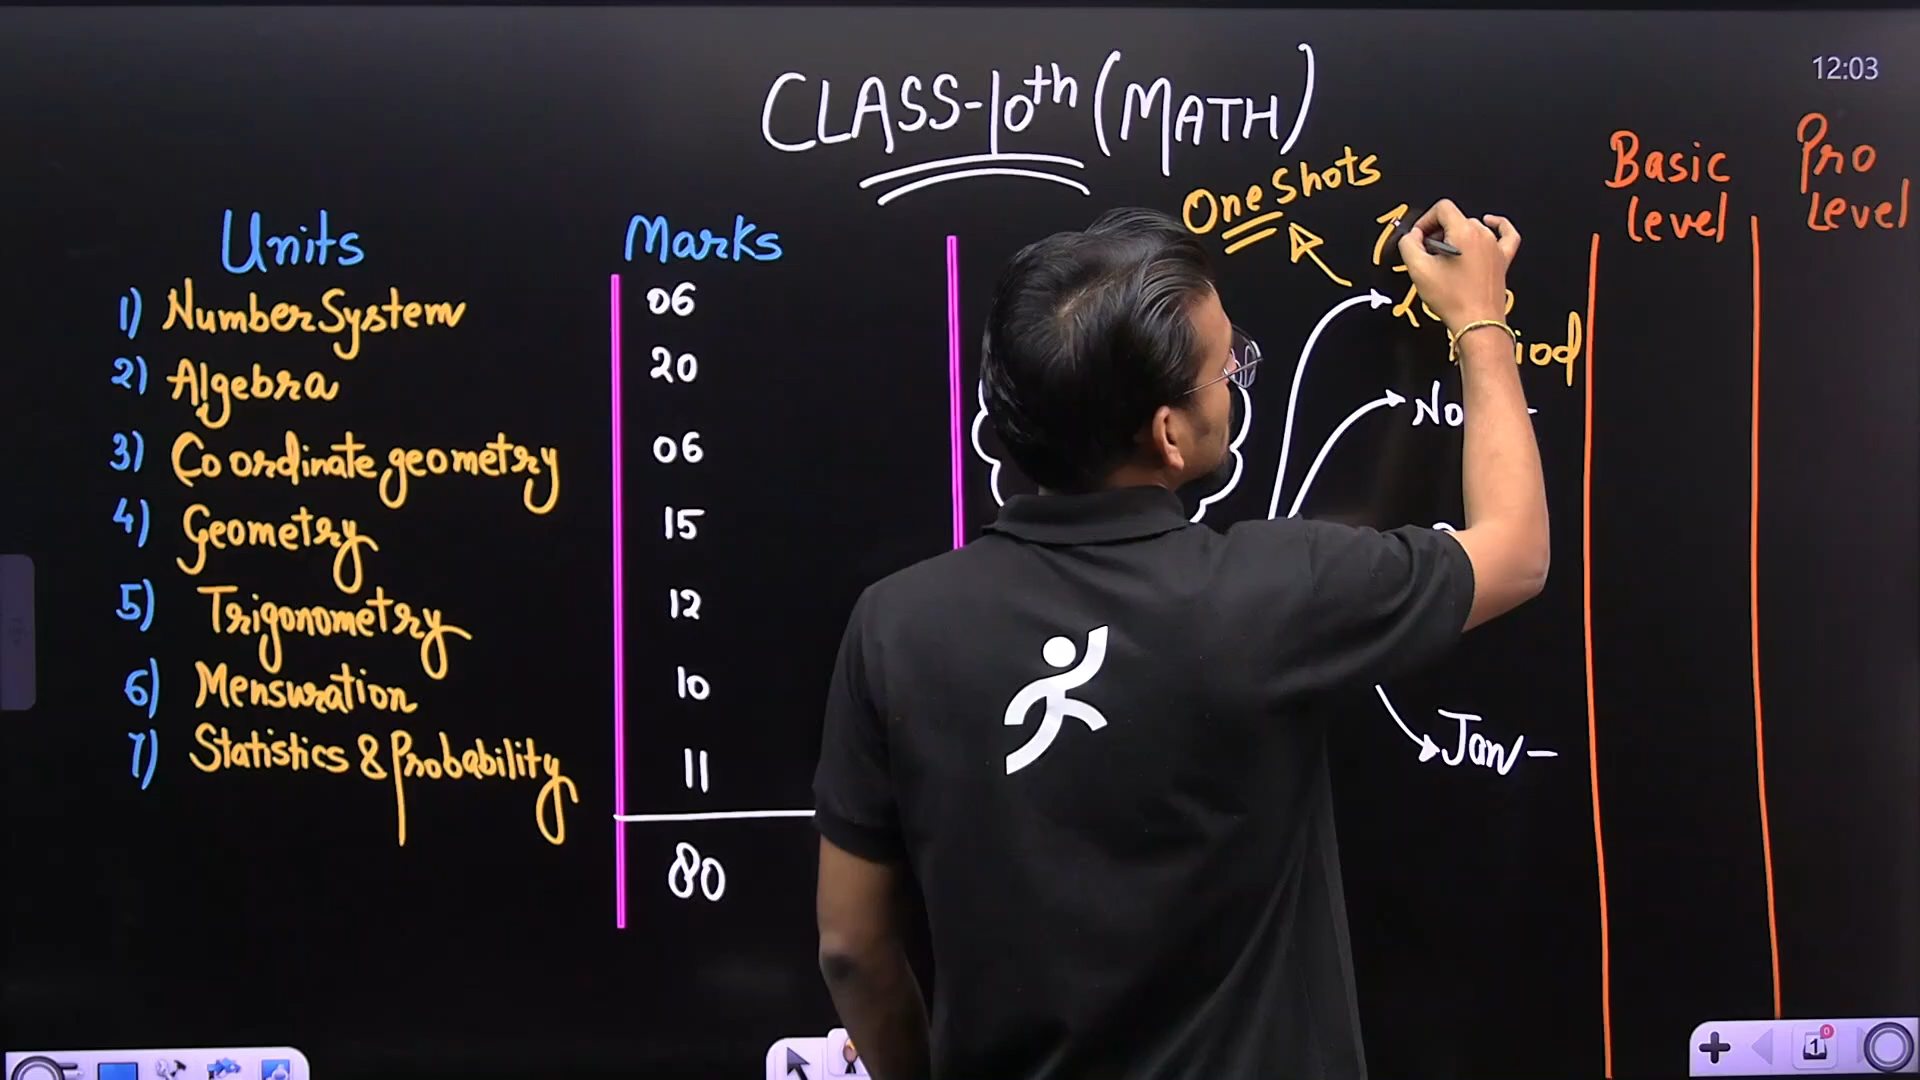 12:03
CLASS-10th (MATH)
One Shots
Basic
level
Pro
Level
Units
Marks
1) Number System 06
2) Algebra 20
3) Coordinate geometry 06
4) Geometry 15
5) Trigonometry 12
6) Mensuration 10
7) Statistics & Probability 11
80
Jan-
1
0